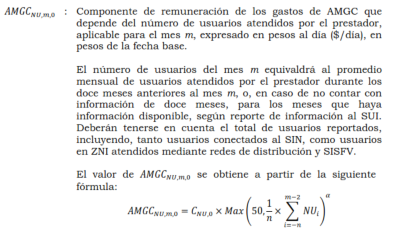 AMGC_{NU,m,0} : Componente de remuneración de los gastos de AMGC que
depende del número de usuarios atendidos por el prestador,
aplicable para el mes m, expresado en pesos al día ($/día), en
pesos de la fecha base.
El número de usuarios del mes m equivaldrá al promedio
mensual de usuarios atendidos por el prestador durante los
doce meses anteriores al mes m, o, en caso de no contar con
información de doce meses, para los meses que haya
información disponible, según reporte de información al SUI.
Deberán tenerse en cuenta el total de usuarios reportados,
incluyendo, tanto usuarios conectados al SIN, como usuarios
en ZNI atendidos mediante redes de distribución y SISFV.
El valor de AMGC_{NU,m,0} se obtiene a partir de la siguiente
fórmula:
AMGC_{NU,m,0} = C_{NU,0} × Max (50, \frac{1}{n} × \sum_{i=-n}^{m-2} NU_i)^α